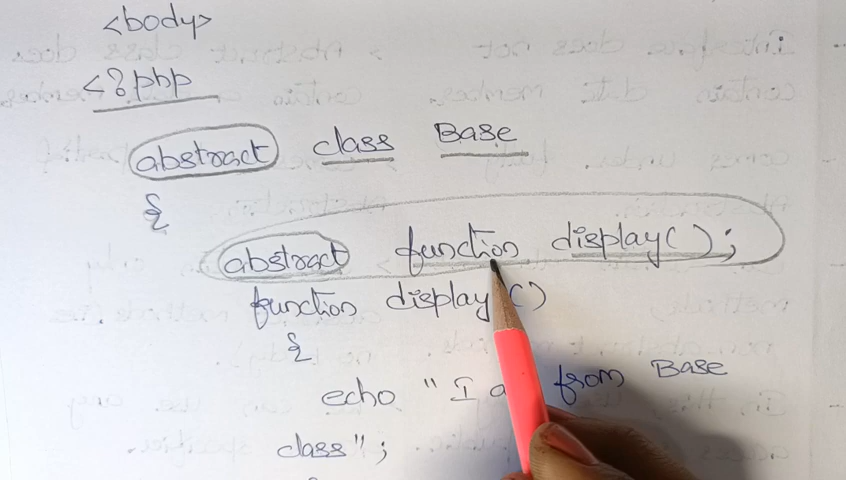 <body>
<?php
abstract class Base
{
abstract function display();
function display()
{
echo "I a from Base
class";